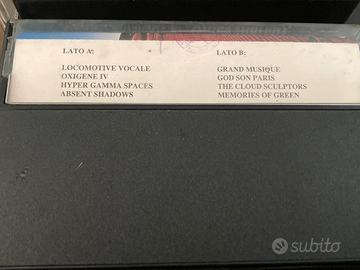 LATO A:
LOCOMOTIVE VOCALE
OXIGENE IV
HYPER GAMMA SPACES
ABSENT SHADOWS
LATO B:
GRAND MUSIQUE
GOD SON PARIS
THE CLOUD SCULPTORS
MEMORIES OF GREEN
subito